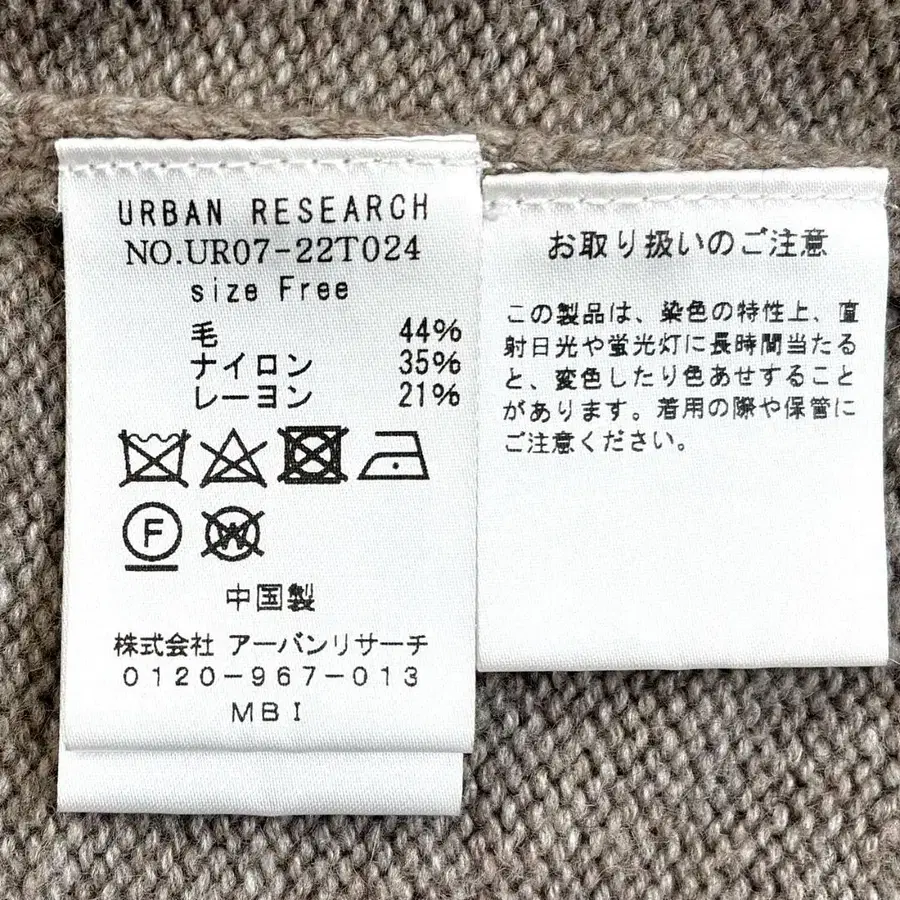 URBAN RESEARCH
NO.UR07-22T024
size Free
毛 44%
ナイロン 35%
レーヨン 21%
F
W
中国製
株式会社 アーバンリサーチ
0120-967-013
MBI
お取り扱いのご注意
この製品は、染色の特性上、直
射日光や蛍光灯に長時間当たる
と、変色したり色あせすること
があります。着用の際や保管に
ご注意ください。